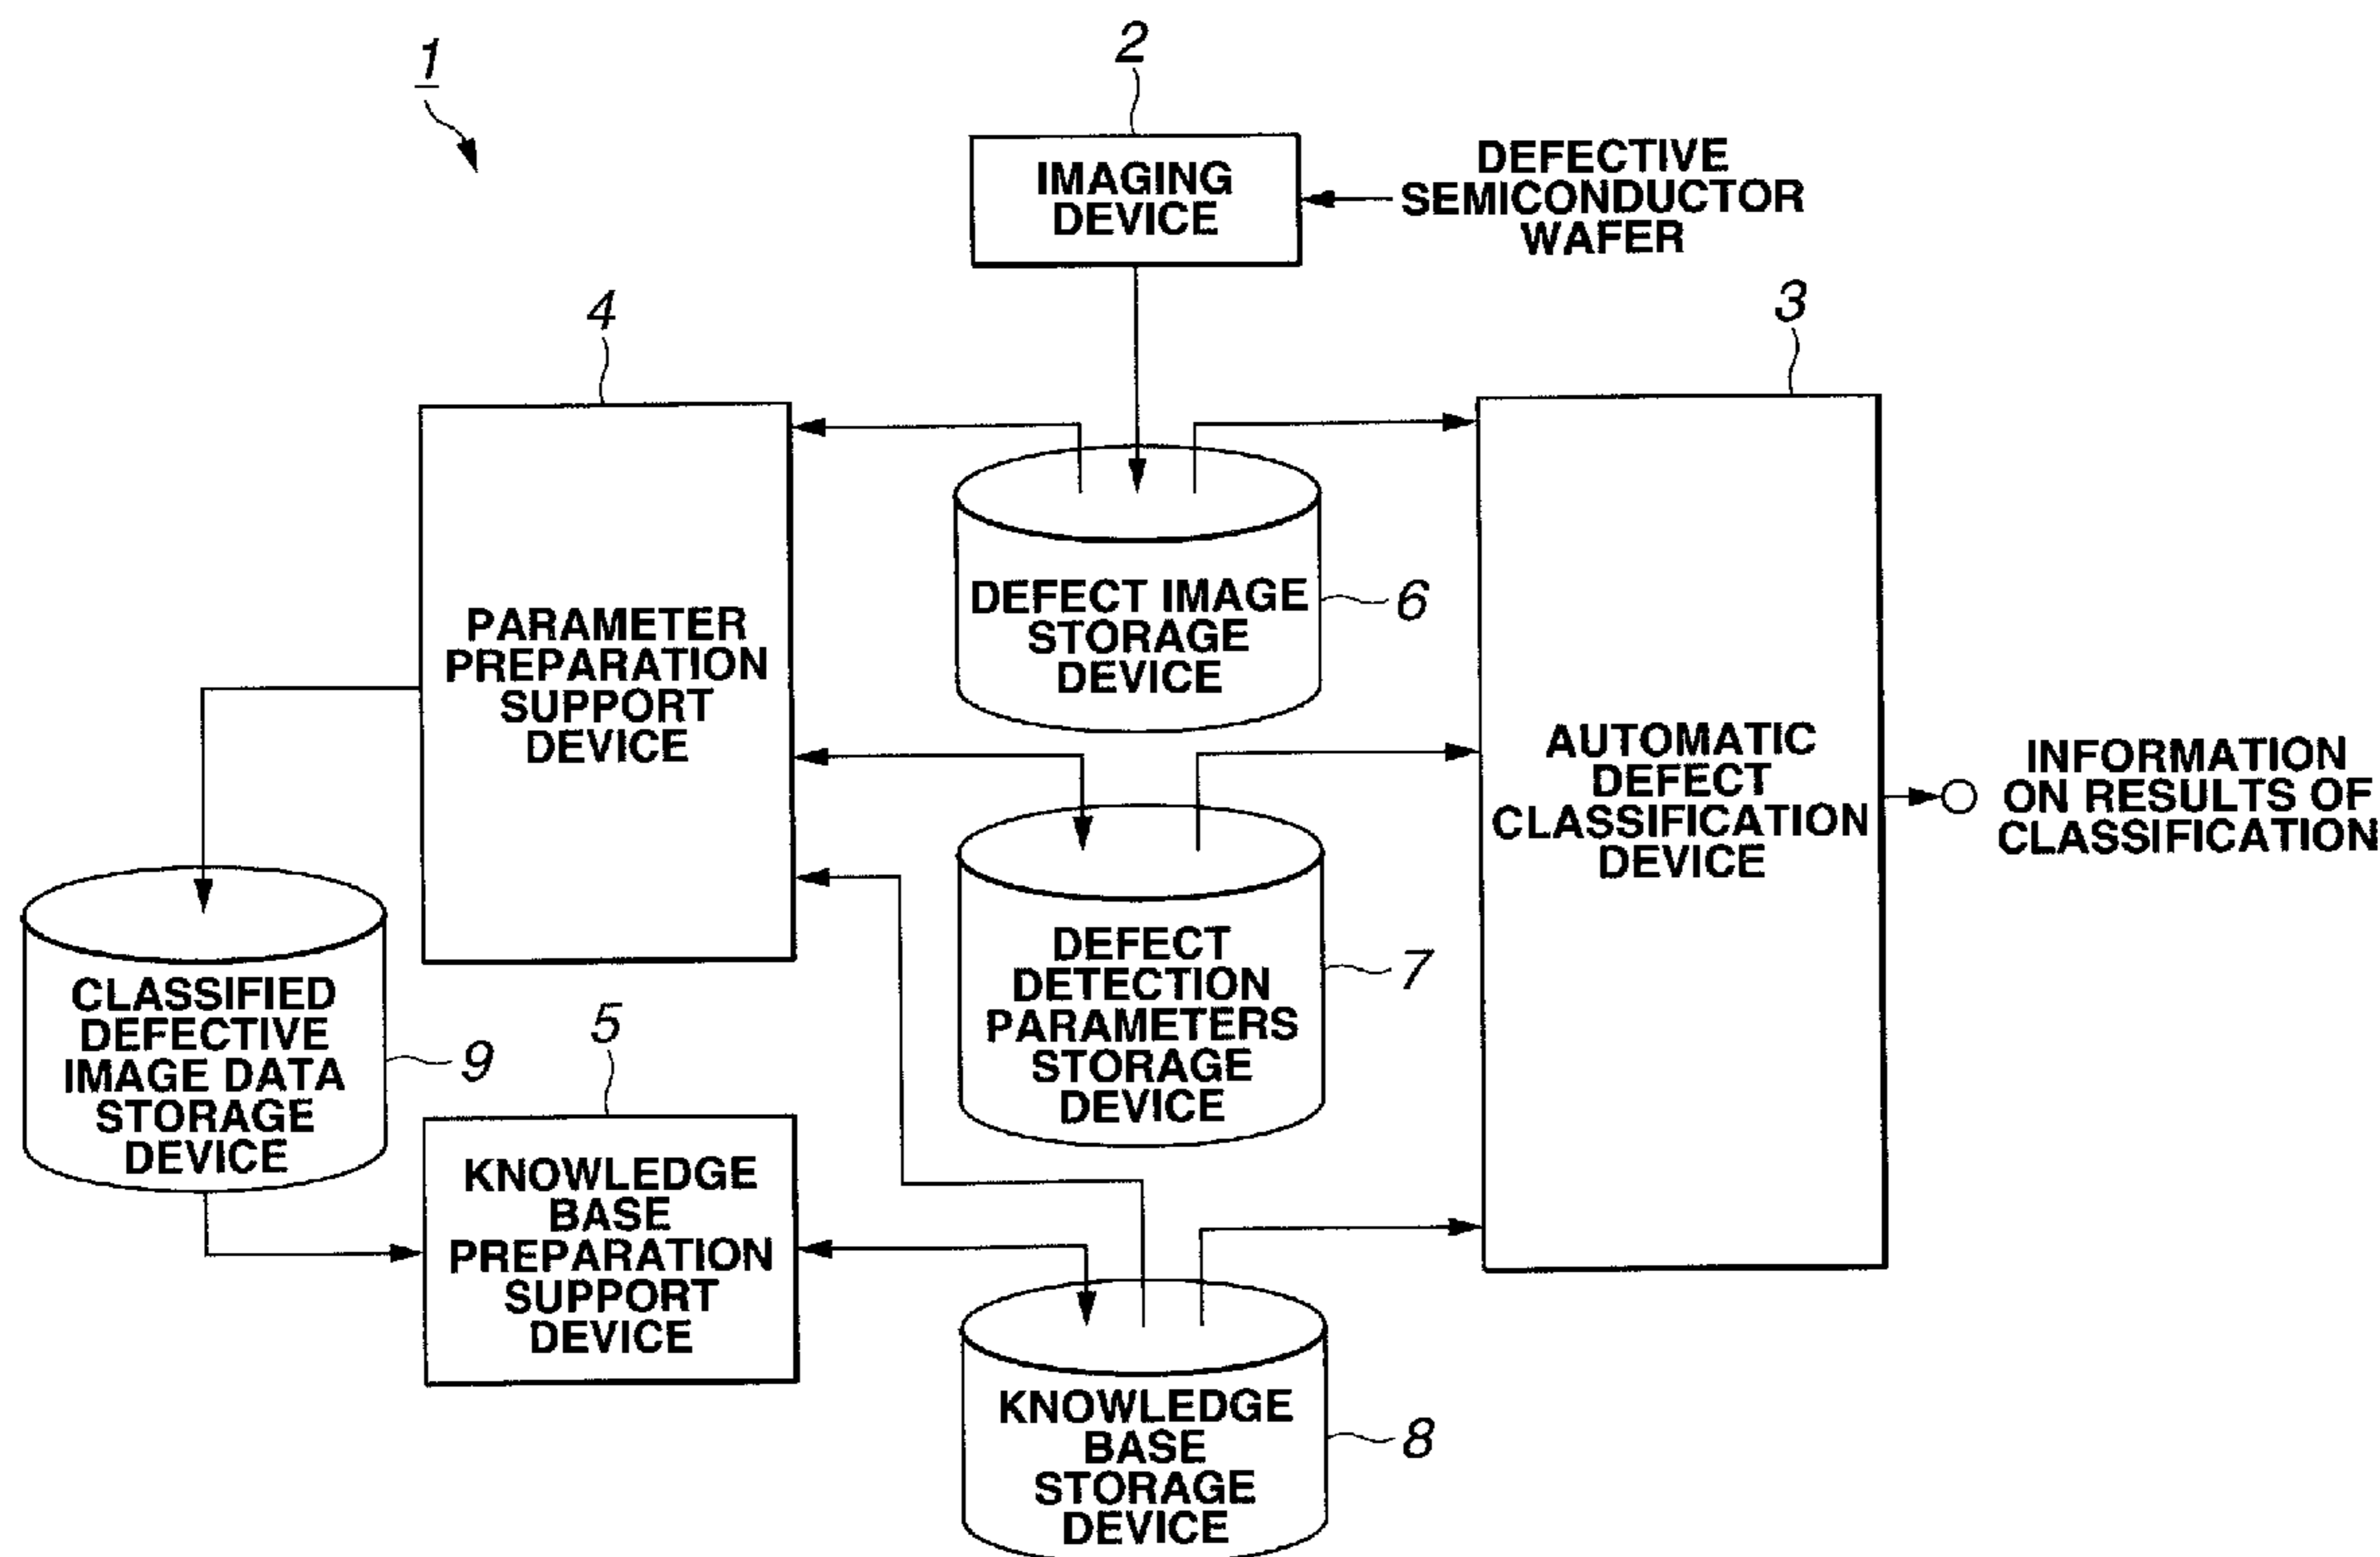 1
2
IMAGING
DEVICE
DEFECTIVE
SEMICONDUCTOR
WAFER
4
3
PARAMETER
PREPARATION
SUPPORT
DEVICE
DEFECT IMAGE
STORAGE
DEVICE
6
AUTOMATIC
DEFECT
CLASSIFICATION
DEVICE
INFORMATION
ON RESULTS OF
CLASSIFICATION
DEFECT
DETECTION
PARAMETERS
STORAGE
DEVICE
7
CLASSIFIED
DEFECTIVE
IMAGE DATA
STORAGE
DEVICE
9
5
KNOWLEDGE
BASE
PREPARATION
SUPPORT
DEVICE
KNOWLEDGE
BASE
STORAGE
DEVICE
8